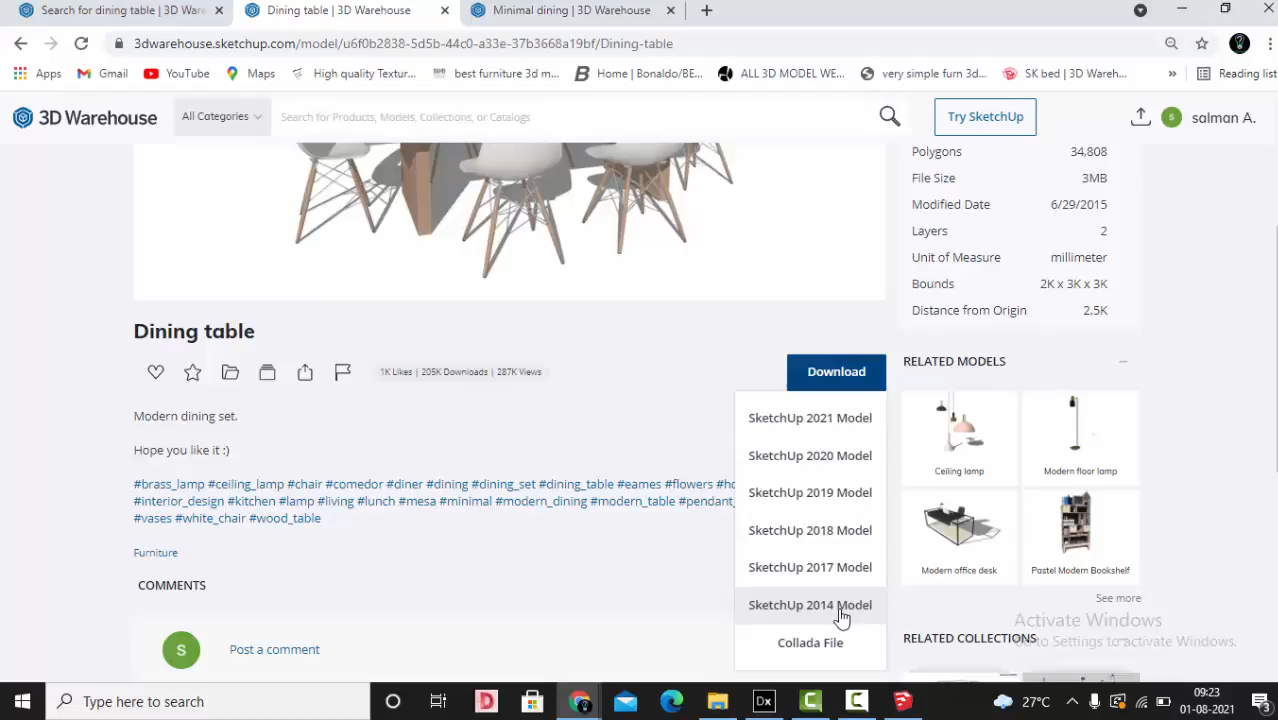 Search for dining table | 3D Ware
Dining table | 3D Warehouse
Minimal dining | 3D Warehouse
3dwarehouse.sketchup.com/model/u6f0b2838-5d5b-44c0-a33e-37b3668a19bf/Dining-table
Apps Gmail YouTube Maps High quality Textur... best furniture 3d m... Home | Bonaldo/BE... ALL 3D MODEL WE... very simple furn 3d... SK bed | 3D Wareh... » Reading list
3D Warehouse All Categories Search for Products, Models, Collections, or Catalogs Try SketchUp S salman A.
Polygons 34,808
File Size 3MB
Modified Date 6/29/2015
Layers 2
Unit of Measure millimeter
Bounds 2K x 3K x 3K
Distance from Origin 2.5K
Dining table
1K Likes | 205K Downloads | 287K Views
Download
SketchUp 2021 Model
SketchUp 2020 Model
SketchUp 2019 Model
SketchUp 2018 Model
SketchUp 2017 Model
SketchUp 2014 Model
Collada File
Modern dining set.
Hope you like it :)
#brass_lamp #ceiling_lamp #chair #comedor #diner #dining #dining_set #dining_table #eames #flowers #ho
#interior_design #kitchen #lamp #living #lunch #mesa #minimal #modern_dining #modern_table #pendant_
#vases #white_chair #wood_table
Furniture
COMMENTS
S Post a comment
RELATED MODELS
Ceiling lamp Modern floor lamp
Modern office desk Pastel Modern Bookshelf
See more
RELATED COLLECTIONS
Activate Windows
Go to Settings to activate Windows.
Type here to search
D
Dx
C
C
27°C
09:23
01-08-2021
3